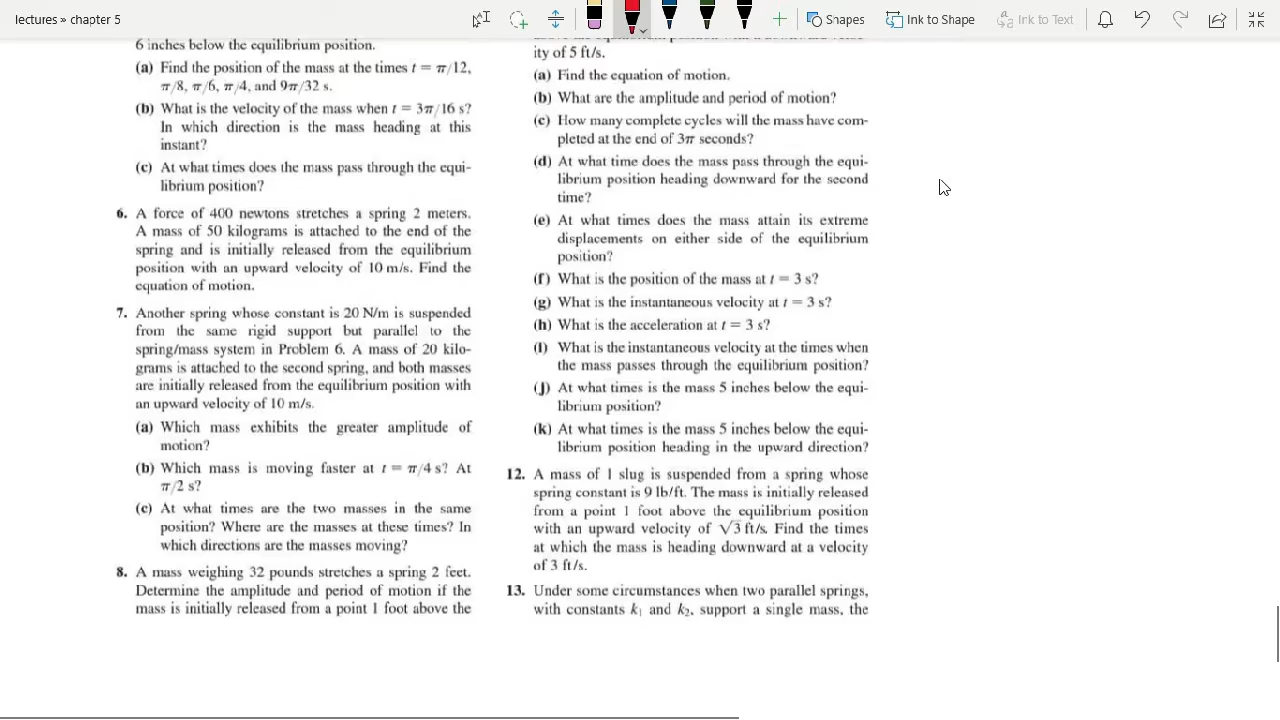 lectures » chapter 5
Shapes
Ink to Shape
Ink to Text
6 inches below the equilibrium position.
(a) Find the position of the mass at the times t = π/12,
π/8, π/6, π/4, and 9π/32 s.
(b) What is the velocity of the mass when t = 3π/16 s?
In which direction is the mass heading at this
instant?
(c) At what times does the mass pass through the equi-
librium position?
6. A force of 400 newtons stretches a spring 2 meters.
A mass of 50 kilograms is attached to the end of the
spring and is initially released from the equilibrium
position with an upward velocity of 10 m/s. Find the
equation of motion.
7. Another spring whose constant is 20 N/m is suspended
from the same rigid support but parallel to the
spring/mass system in Problem 6. A mass of 20 kilo-
grams is attached to the second spring, and both masses
are initially released from the equilibrium position with
an upward velocity of 10 m/s.
(a) Which mass exhibits the greater amplitude of
motion?
(b) Which mass is moving faster at t = π/4 s? At
π/2 s?
(c) At what times are the two masses in the same
position? Where are the masses at these times? In
which directions are the masses moving?
8. A mass weighing 32 pounds stretches a spring 2 feet.
Determine the amplitude and period of motion if the
mass is initially released from a point 1 foot above the
ity of 5 ft/s.
(a) Find the equation of motion.
(b) What are the amplitude and period of motion?
(c) How many complete cycles will the mass have com-
pleted at the end of 3π seconds?
(d) At what time does the mass pass through the equi-
librium position heading downward for the second
time?
(e) At what times does the mass attain its extreme
displacements on either side of the equilibrium
position?
(f) What is the position of the mass at t = 3 s?
(g) What is the instantaneous velocity at t = 3 s?
(h) What is the acceleration at t = 3 s?
(i) What is the instantaneous velocity at the times when
the mass passes through the equilibrium position?
(j) At what times is the mass 5 inches below the equi-
librium position?
(k) At what times is the mass 5 inches below the equi-
librium position heading in the upward direction?
12. A mass of 1 slug is suspended from a spring whose
spring constant is 9 lb/ft. The mass is initially released
from a point 1 foot above the equilibrium position
with an upward velocity of √3 ft/s. Find the times
at which the mass is heading downward at a velocity
of 3 ft/s.
13. Under some circumstances when two parallel springs,
with constants k₁ and k₂, support a single mass, the